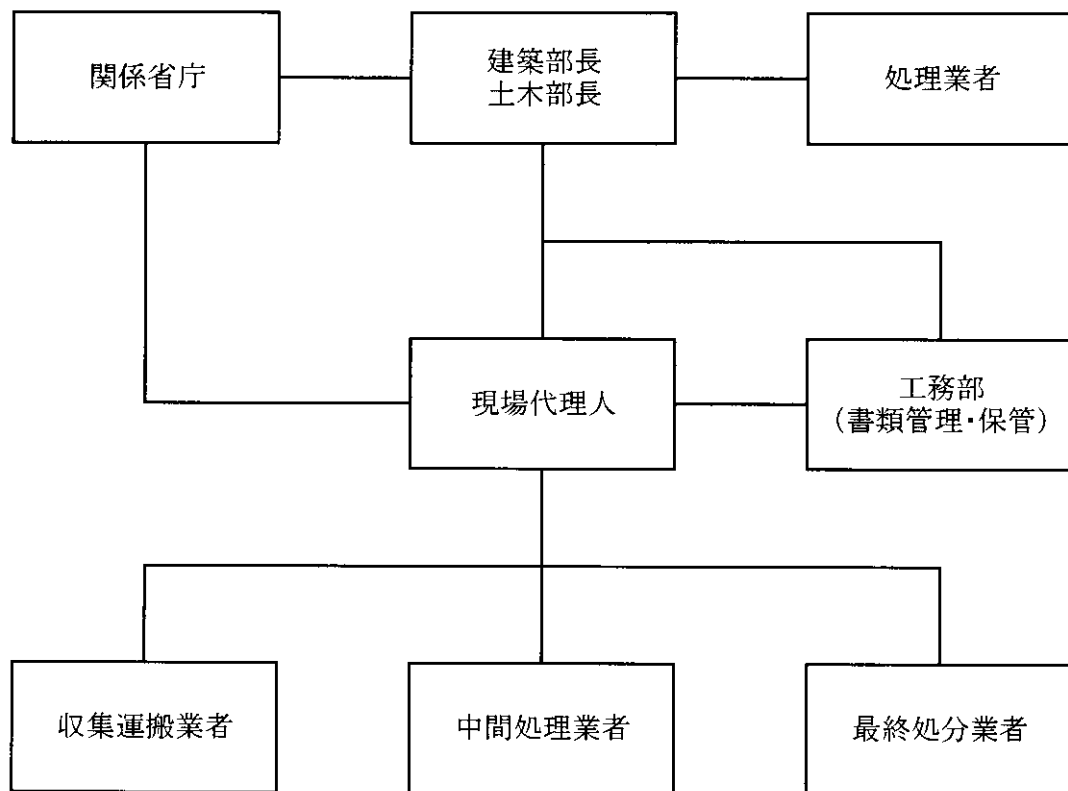 関係省庁
建築部長
土木部長
処理業者
現場代理人
工務部
(書類管理・保管)
収集運搬業者
中間処理業者
最終処分業者